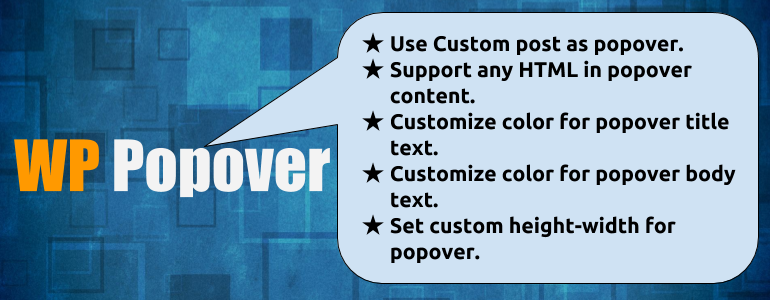 WP Popover
★ Use Custom post as popover.
★ Support any HTML in popover
content.
★ Customize color for popover title
text.
★ Customize color for popover body
text.
★ Set custom height-width for
popover.